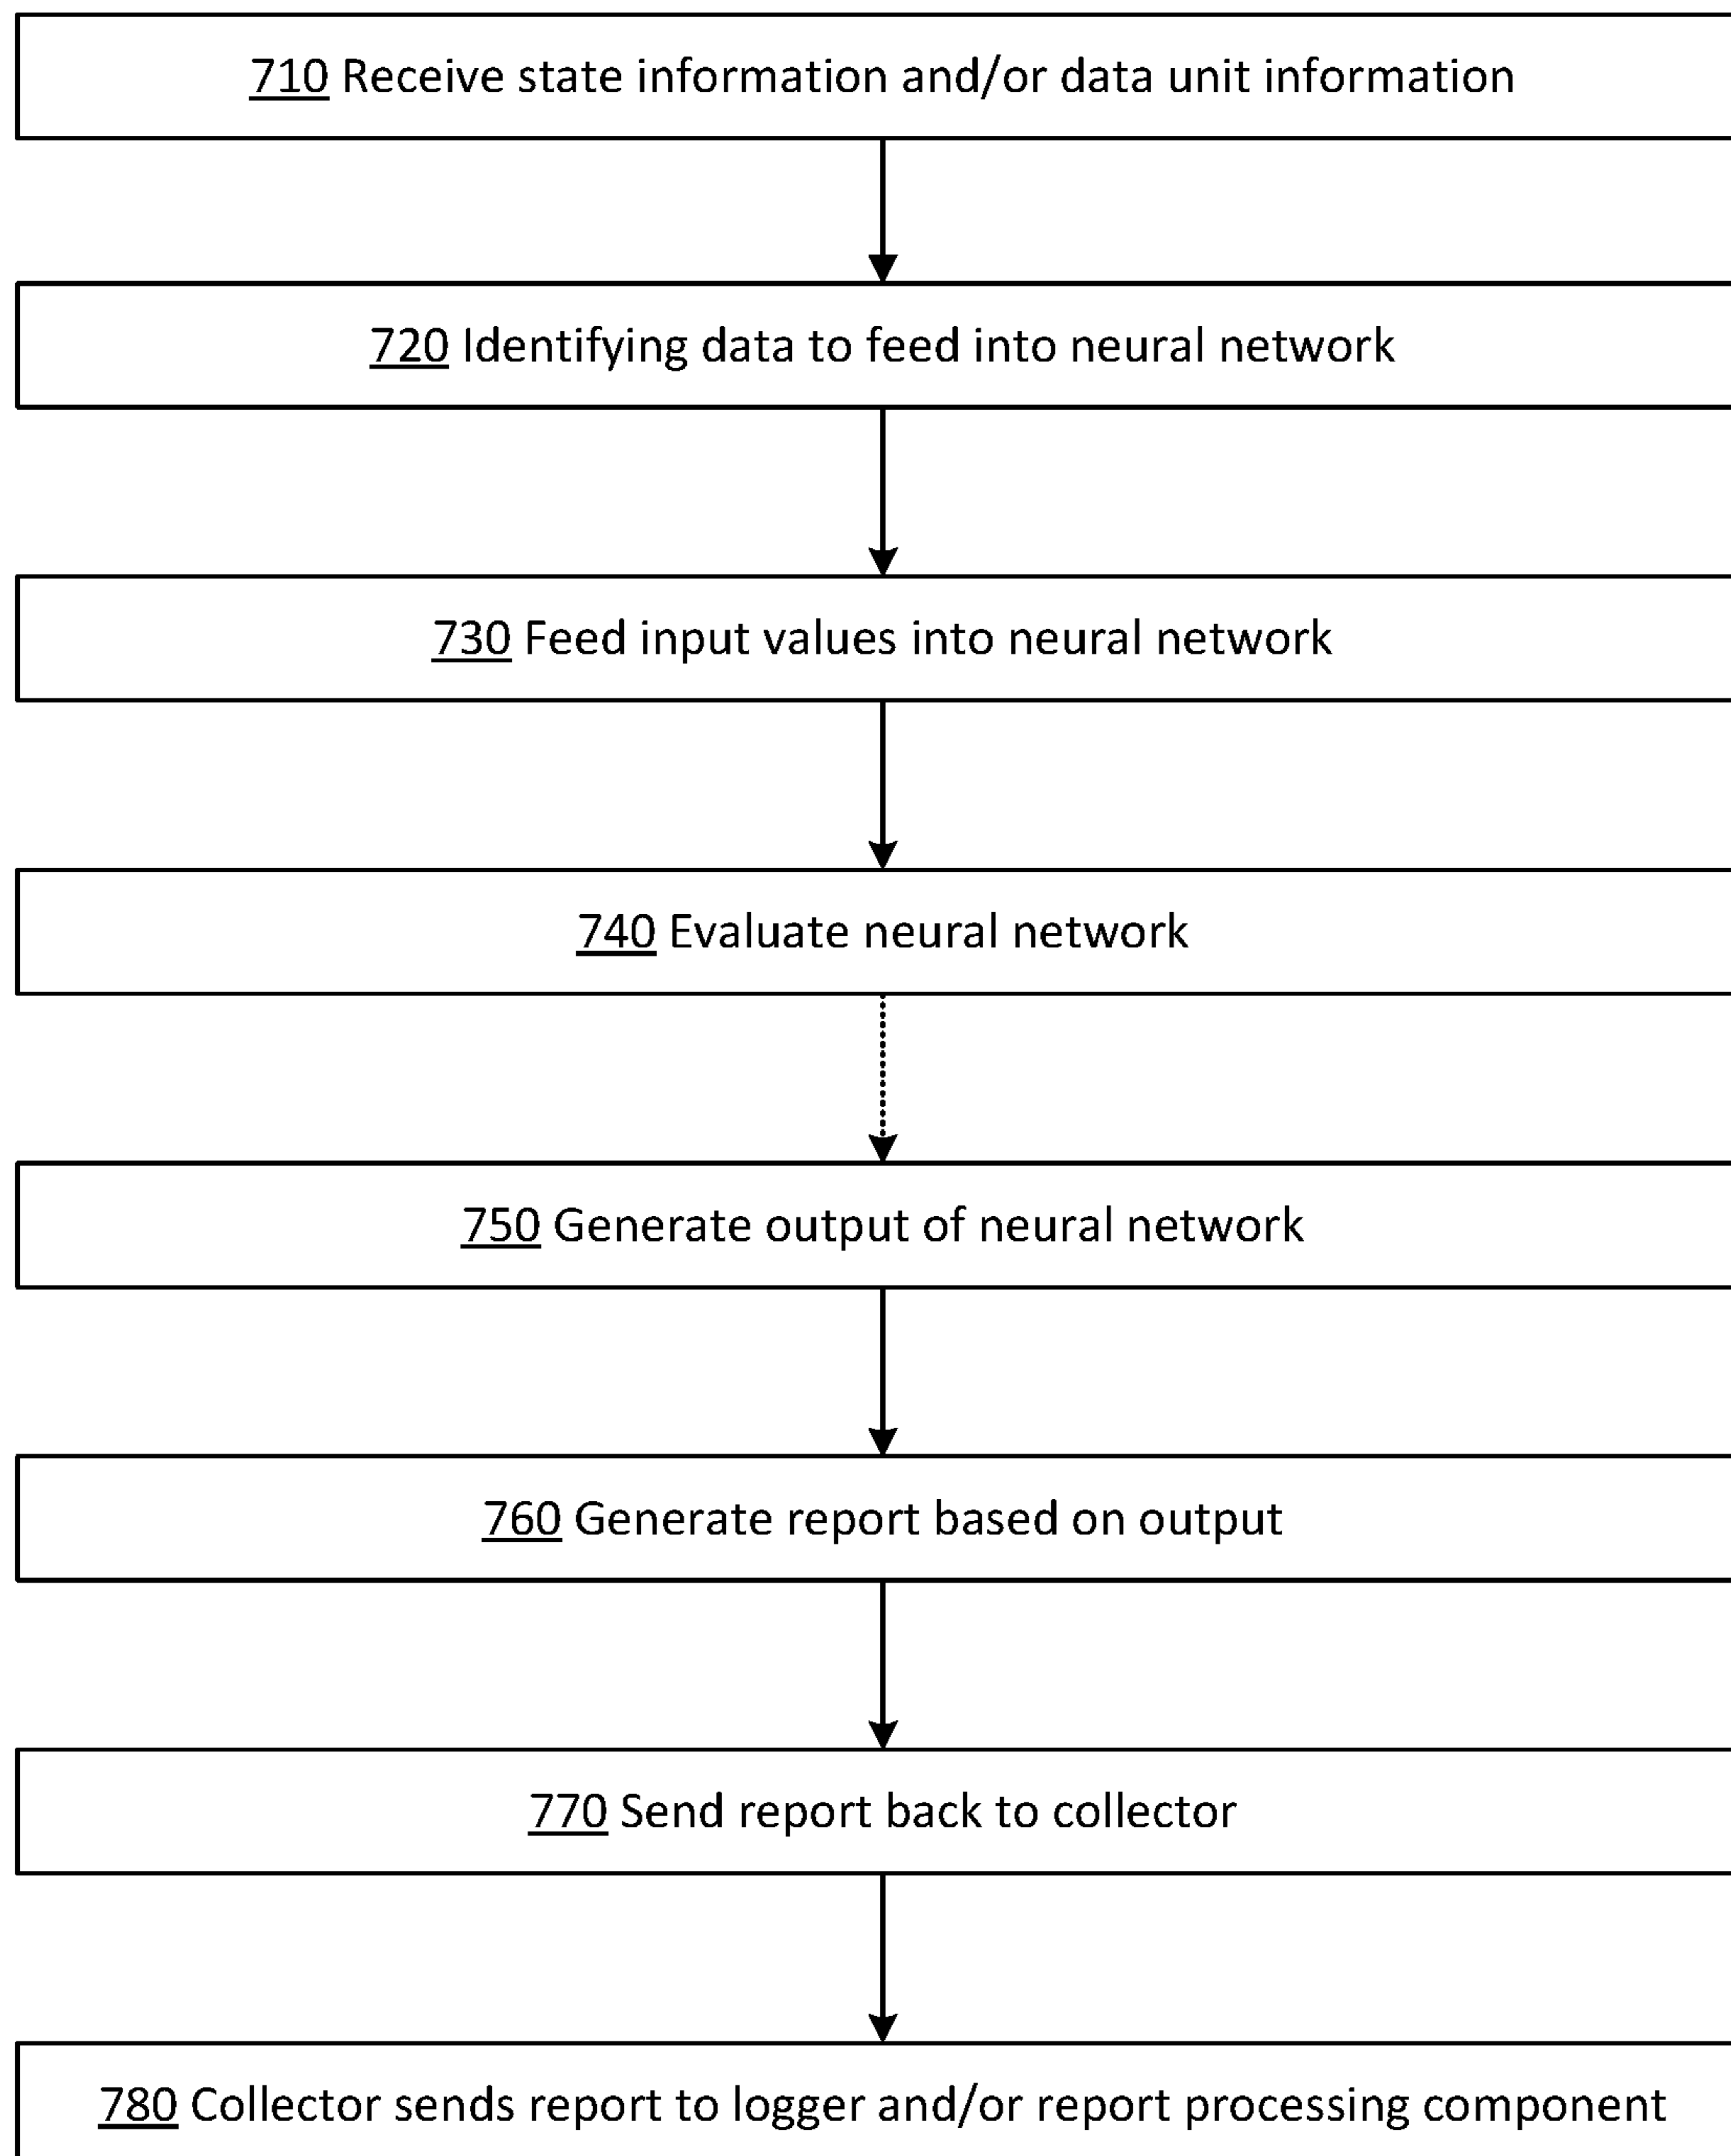 710 Receive state information and/or data unit information
720 Identifying data to feed into neural network
730 Feed input values into neural network
740 Evaluate neural network
750 Generate output of neural network
760 Generate report based on output
770 Send report back to collector
780 Collector sends report to logger and/or report processing component